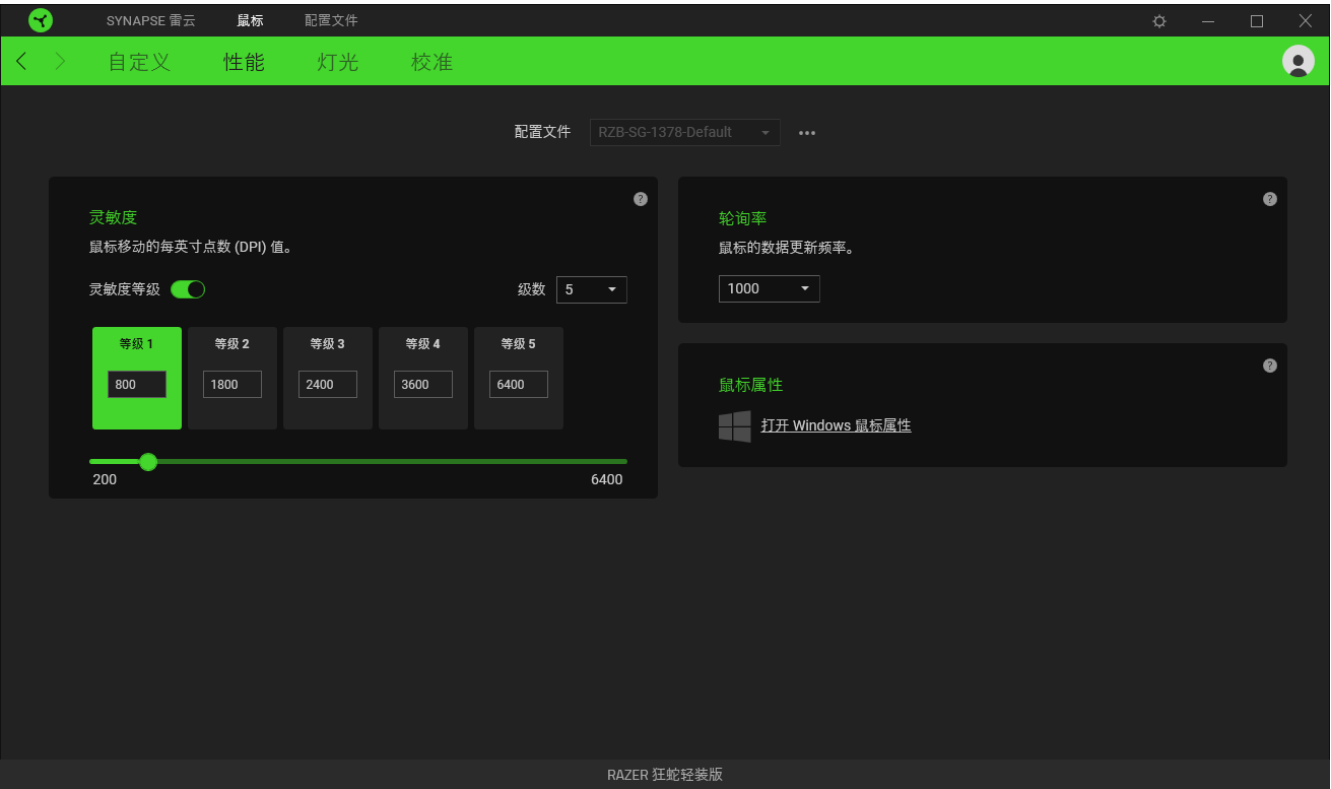 SYNAPSE 雷云 鼠标 配置文件
自定义 性能 灯光 校准
配置文件 RZB-SG-1378-Default
灵敏度
鼠标移动的每英寸点数 (DPI) 值。
灵敏度等级 级数 5
等级 1 等级 2 等级 3 等级 4 等级 5
800 1800 2400 3600 6400
200 6400
轮询率
鼠标的数据更新频率。
1000
鼠标属性
打开 Windows 鼠标属性
RAZER 狂蛇轻装版